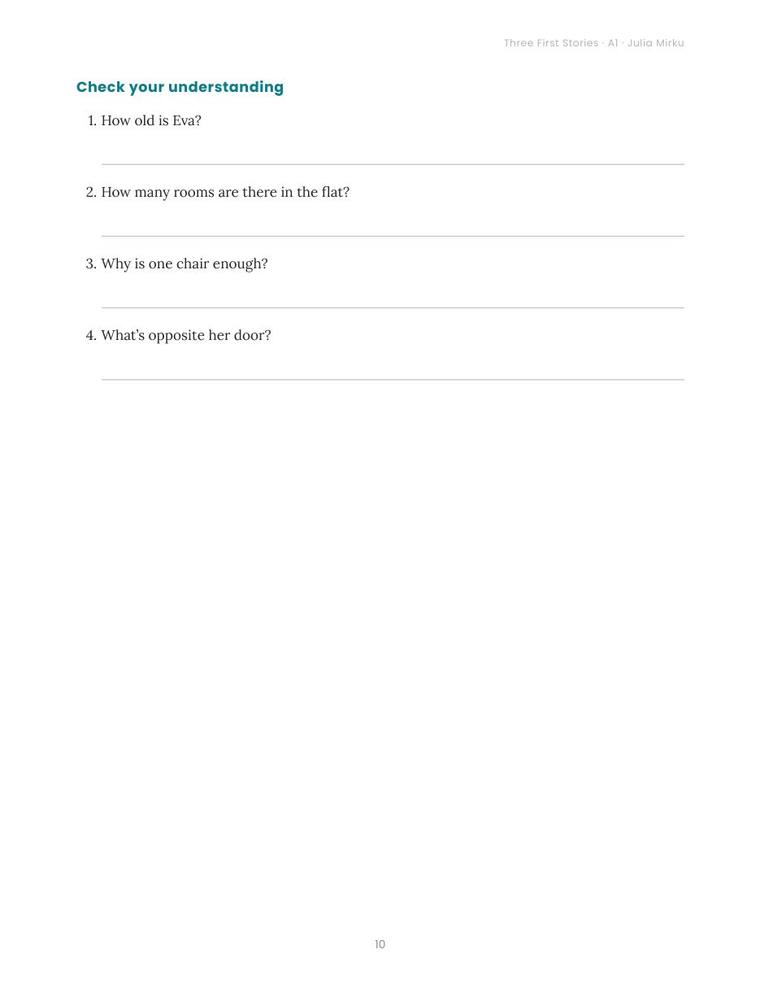 Three First Stories · A1 · Julia Mirku
Check your understanding
1. How old is Eva?
2. How many rooms are there in the flat?
3. Why is one chair enough?
4. What’s opposite her door?
10